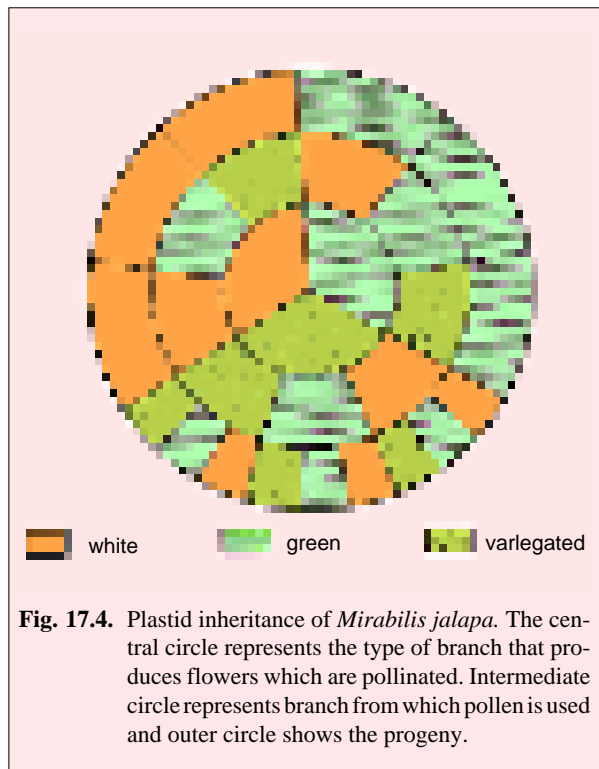 white green varlegated
Fig. 17.4. Plastid inheritance of Mirabilis jalapa. The cen-
tral circle represents the type of branch that pro-
duces flowers which are pollinated. Intermediate
circle represents branch from which pollen is used
and outer circle shows the progeny.